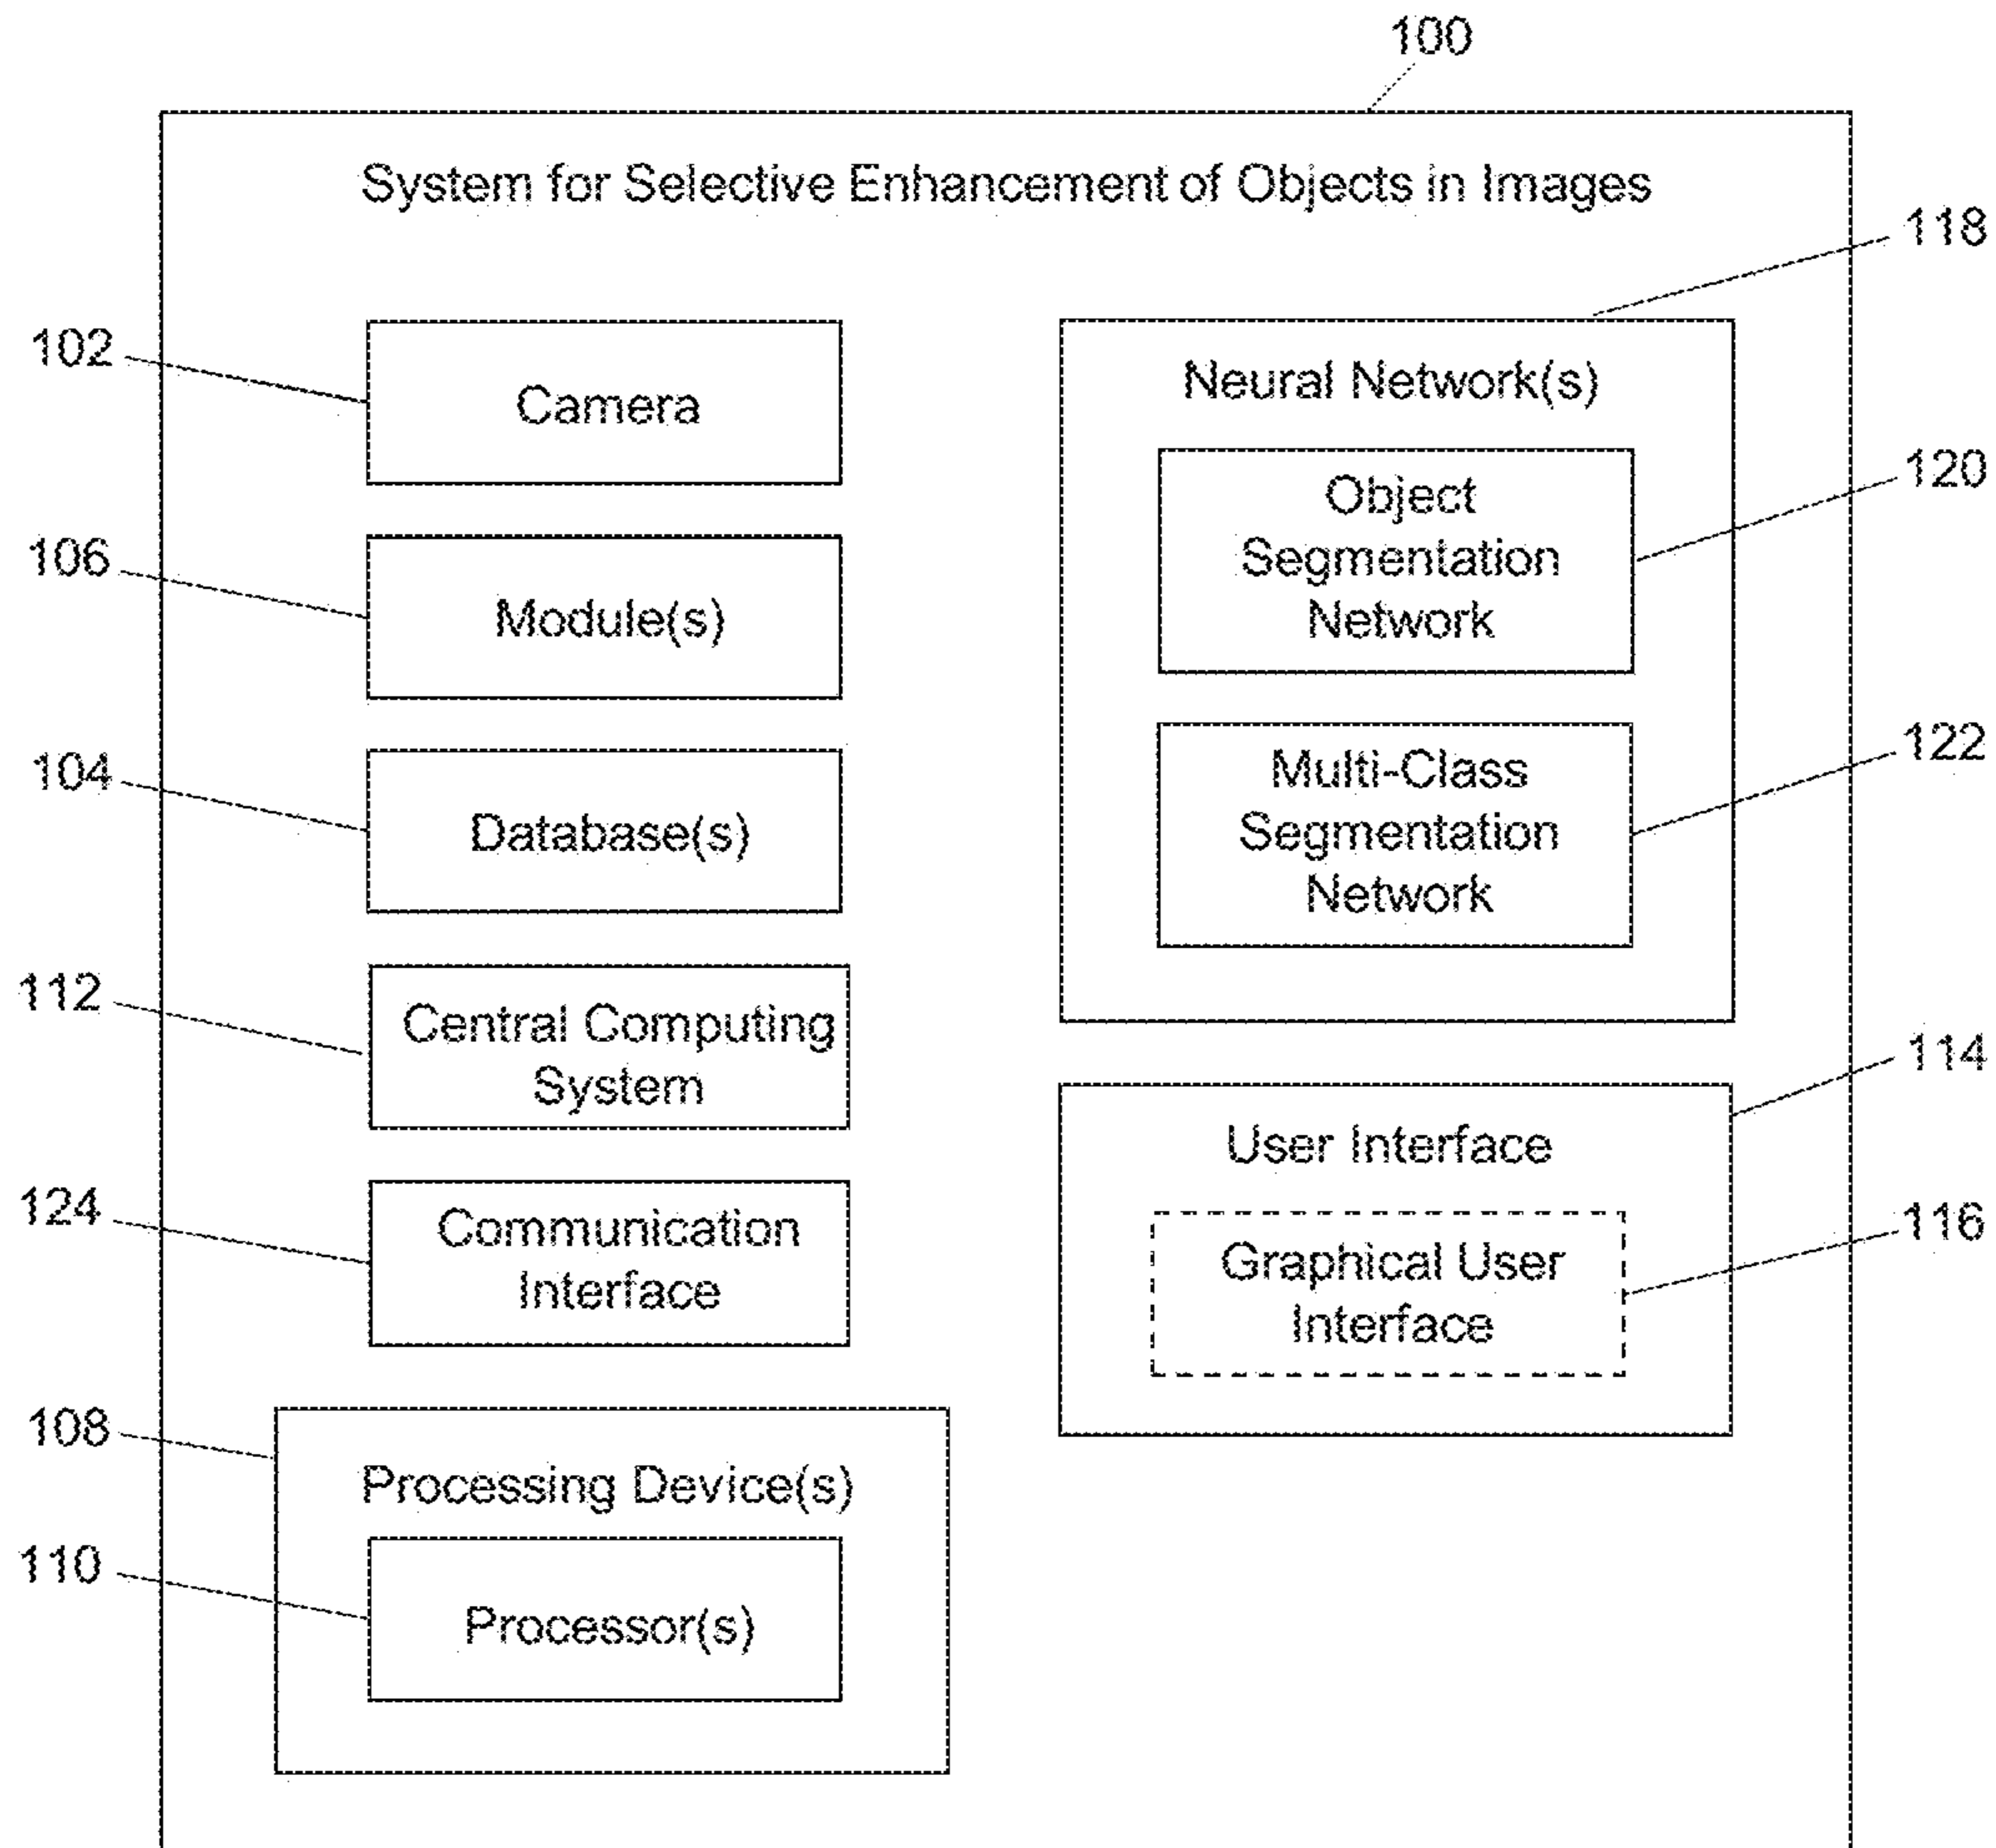 100
System for Selective Enhancement of Objects in Images
118
102
Camera
Neural Network(s)
120
Object
Segmentation
Network
106
Module(s)
122
Multi-Class
Segmentation
Network
104
Database(s)
112
Central Computing
System
114
User Interface
116
Graphical User
Interface
124
Communication
Interface
108
Processing Device(s)
110
Processor(s)